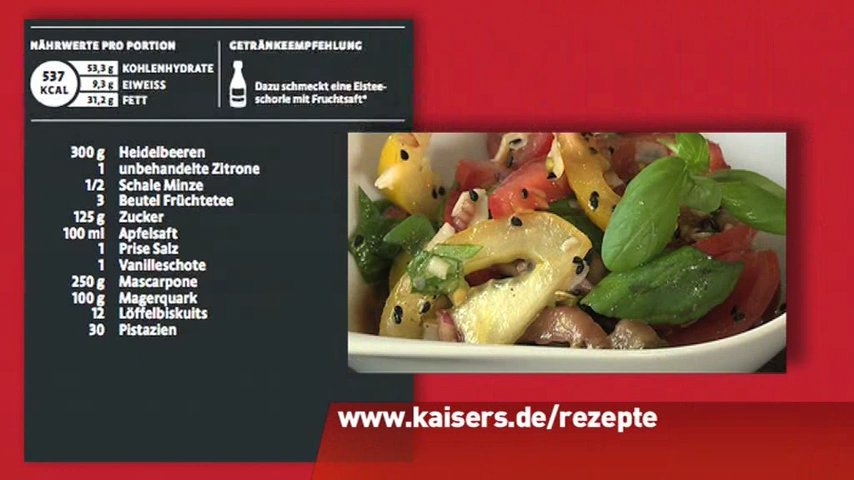 NÄHRWERTE PRO PORTION
537 KCAL
53,3 g KOHLENHYDRATE
9,3 g EIWEISS
31,2 g FETT
GETRÄNKEEMPFEHLUNG
Dazu schmeckt eine Eistee-
schorle mit Fruchtsaft*
300 g Heidelbeeren
1 unbehandelte Zitrone
1/2 Schale Minze
3 Beutel Früchtetee
125 g Zucker
100 ml Apfelsaft
1 Prise Salz
1 Vanilleschote
250 g Mascarpone
100 g Magerquark
12 Löffelbiskuits
30 Pistazien
www.kaisers.de/rezepte